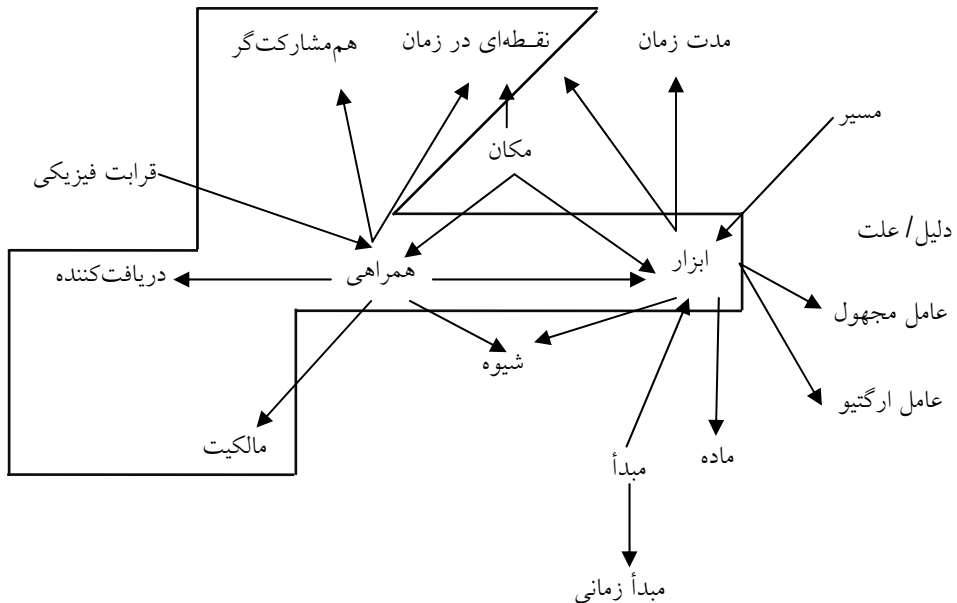 مدت زمان
نقطه‌ای در زمان
هم‌مشارکت‌گر
مسیر
مکان
قرابت فیزیکی
دلیل/ علت
ابزار
همراهی
دریافت‌کننده
عامل مجهول
شیوه
عامل ارگتیو
مالکیت
ماده
مبدأ
مبدأ زمانی